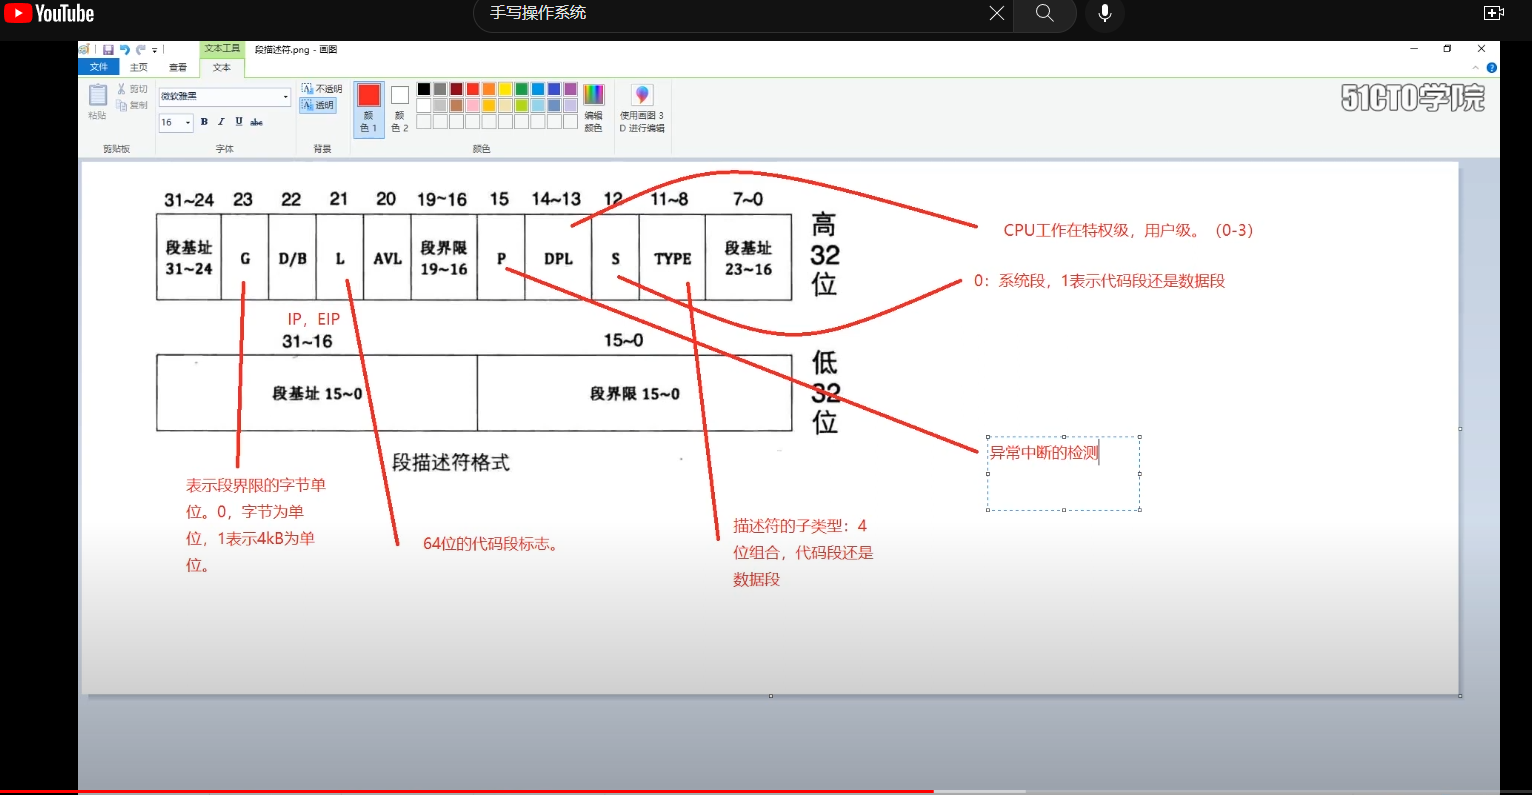 YouTube
手写操作系统
文本工具
段描述符.png - 画图
文件
主页
查看
文本
51CTO学院
粘贴
剪切
复制
微软雅黑
16
B I U abc
不透明
透明
颜
色 1
颜
色 2
编辑
颜色
使用画图 3
D 进行编辑
剪贴板
字体
背景
颜色
31~24 23 22 21 20 19~16 15 14~13 12 11~8 7~0
段基址
31~24
G
D/B
L
AVL
段界限
19~16
P
DPL
S
TYPE
段基址
23~16
高
32
位
CPU工作在特权级，用户级。（0-3）
0：系统段，1表示代码段还是数据段
IP，EIP
31~16
15~0
段基址 15~0
段界限 15~0
低
32
位
段描述符格式
异常中断的检测
表示段界限的字节单
位。0，字节为单
位，1表示4kB为单
位。
64位的代码段标志。
描述符的子类型：4
位组合，代码段还是
数据段